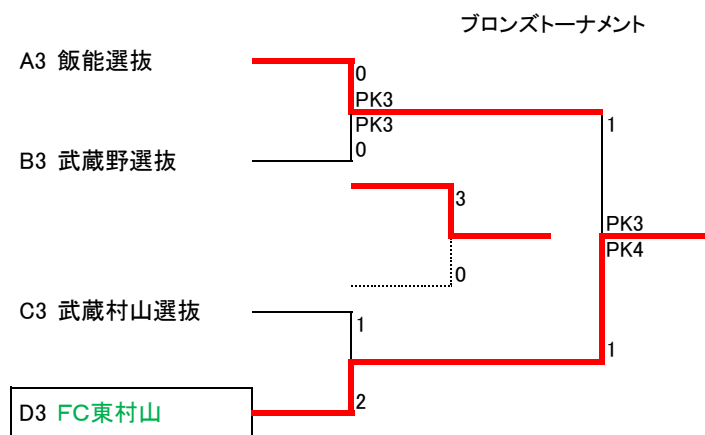 ブロンズトーナメント
A3 飯能選抜
0
PK3
PK3
0
1
B3 武蔵野選抜
3
0
PK3
PK4
C3 武蔵村山選抜
1
1
2
D3 FC東村山